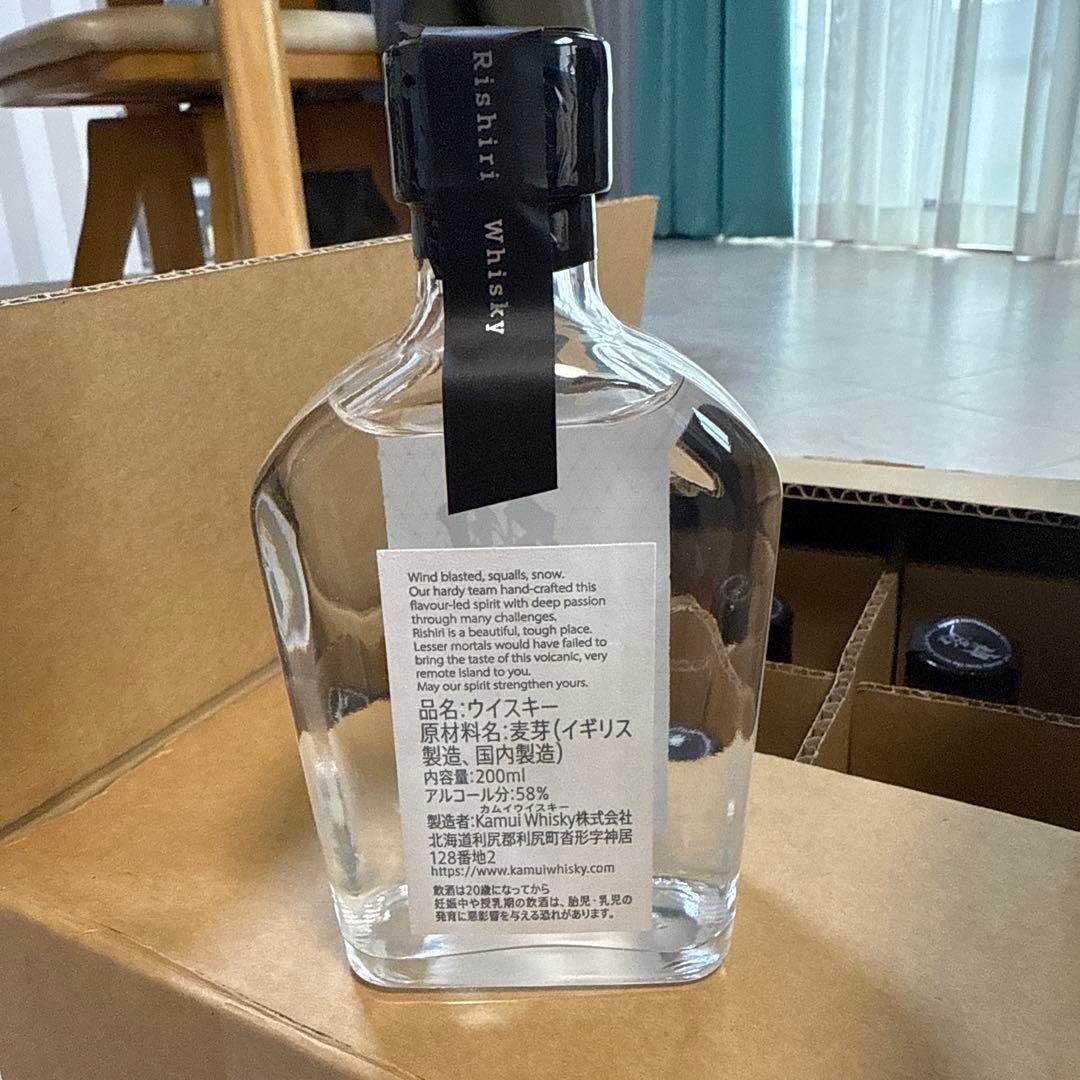 Rishiri Whisky
Wind blasted, squalls, snow.
Our hardy team hand-crafted this
flavour-led spirit with deep passion
through many challenges.
Rishiri is a beautiful, tough place.
Lesser mortals would have failed to
bring the taste of this volcanic, very
remote island to you.
May our spirit strengthen yours.
品名:ウイスキー
原材料名:麦芽(イギリス
製造、国内製造)
内容量:200ml
アルコール分:58%
カムイウイスキー
製造者:Kamui Whisky株式会社
北海道利尻郡利尻町沓形字神居
128番地2
https://www.kamuiwhisky.com
飲酒は20歳になってから
妊娠中や授乳期の飲酒は、胎児・乳児の
発育に悪影響を与える恐れがあります。